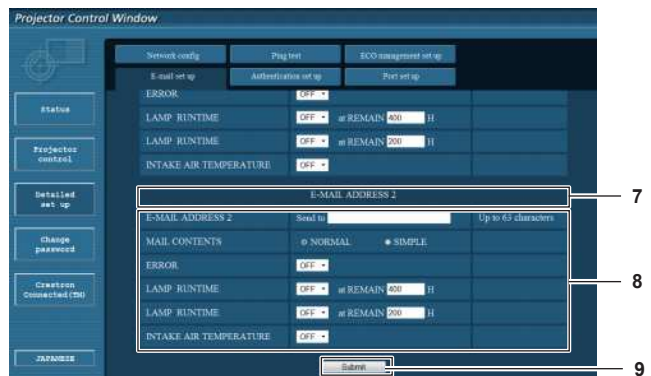 Projector Control Window
Network config Ping test ECO management set up
E-mail set up Authentication set up Port set up
Status
Projector control
Detailed set up
Change password
Crestron Connected(TM)
JAPANESE
ERROR OFF
LAMP RUNTIME OFF at REMAIN 400 H
LAMP RUNTIME OFF at REMAIN 200 H
INTAKE AIR TEMPERATURE OFF
E-MAIL ADDRESS 2 7
E-MAIL ADDRESS 2 Send to Up to 63 characters
MAIL CONTENTS NORMAL SIMPLE
ERROR OFF
8
LAMP RUNTIME OFF at REMAIN 400 H
LAMP RUNTIME OFF at REMAIN 200 H
INTAKE AIR TEMPERATURE OFF
Submit 9